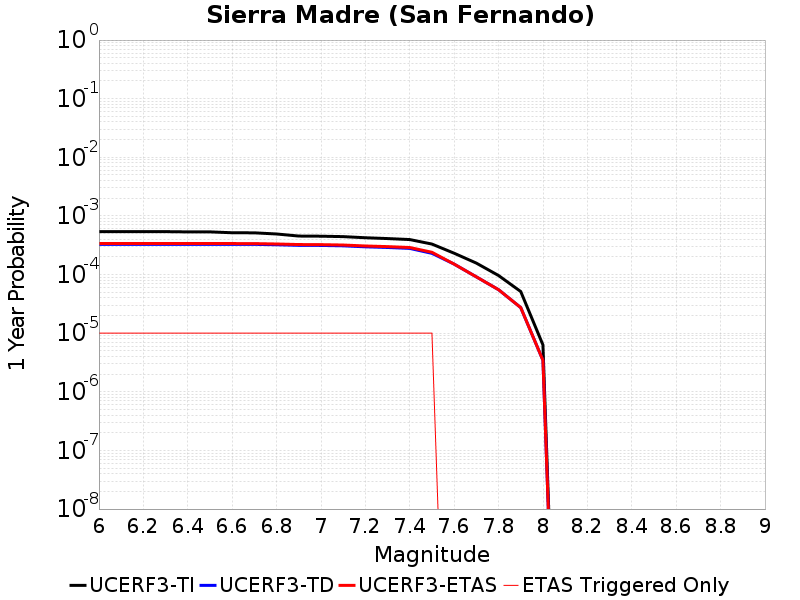 Sierra Madre (San Fernando)
10^0
10^-1
10^-2
10^-3
10^-4
10^-5
10^-6
10^-7
10^-8
1 Year Probability
6 6.2 6.4 6.6 6.8 7 7.2 7.4 7.6 7.8 8 8.2 8.4 8.6 8.8 9
Magnitude
UCERF3-TI UCERF3-TD UCERF3-ETAS ETAS Triggered Only